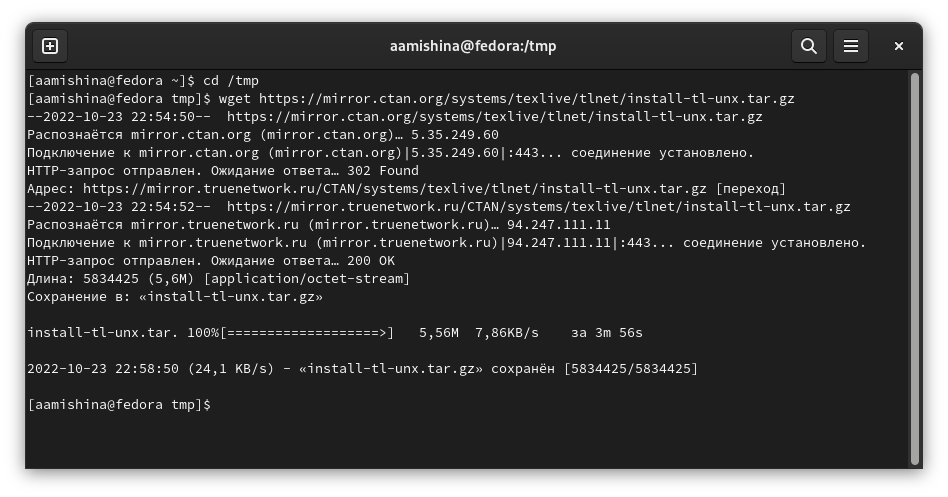 aamishina@fedora:/tmp
[aamishina@fedora ~]$ cd /tmp
[aamishina@fedora tmp]$ wget https://mirror.ctan.org/systems/texlive/tlnet/install-tl-unx.tar.gz
--2022-10-23 22:54:50--  https://mirror.ctan.org/systems/texlive/tlnet/install-tl-unx.tar.gz
Распознаётся mirror.ctan.org (mirror.ctan.org)… 5.35.249.60
Подключение к mirror.ctan.org (mirror.ctan.org)|5.35.249.60|:443... соединение установлено.
HTTP-запрос отправлен. Ожидание ответа… 302 Found
Адрес: https://mirror.truenetwork.ru/CTAN/systems/texlive/tlnet/install-tl-unx.tar.gz [переход]
--2022-10-23 22:54:52--  https://mirror.truenetwork.ru/CTAN/systems/texlive/tlnet/install-tl-unx.tar.gz
Распознаётся mirror.truenetwork.ru (mirror.truenetwork.ru)… 94.247.111.11
Подключение к mirror.truenetwork.ru (mirror.truenetwork.ru)|94.247.111.11|:443... соединение установлено.
HTTP-запрос отправлен. Ожидание ответа… 200 OK
Длина: 5834425 (5,6M) [application/octet-stream]
Сохранение в: «install-tl-unx.tar.gz»
install-tl-unx.tar. 100%[===================>]   5,56M  7,86KB/s    за 3m 56s
2022-10-23 22:58:50 (24,1 KB/s) - «install-tl-unx.tar.gz» сохранён [5834425/5834425]
[aamishina@fedora tmp]$